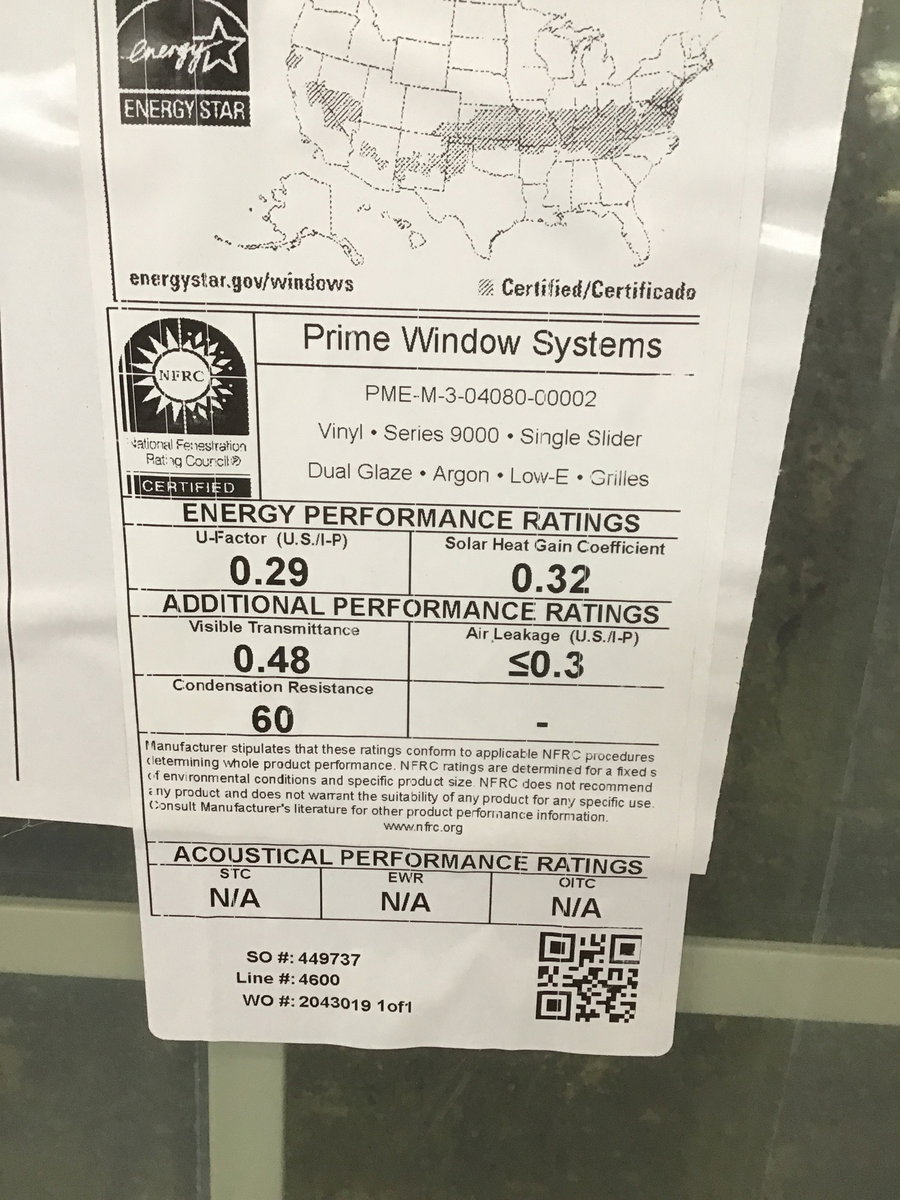 energy
ENERGY STAR
energystar.gov/windows
Certified/Certificado
NFRC
National Fenestration
Rating Council®
CERTIFIED
Prime Window Systems
PME-M-3-04080-00002
Vinyl • Series 9000 • Single Slider
Dual Glaze • Argon • Low-E • Grilles
ENERGY PERFORMANCE RATINGS
U-Factor (U.S./I-P)
Solar Heat Gain Coefficient
0.29
0.32
ADDITIONAL PERFORMANCE RATINGS
Visible Transmittance
Air Leakage (U.S./I-P)
0.48
≤0.3
Condensation Resistance
60
-
Manufacturer stipulates that these ratings conform to applicable NFRC procedures
determining whole product performance. NFRC ratings are determined for a fixed s
of environmental conditions and specific product size. NFRC does not recommend
any product and does not warrant the suitability of any product for any specific use.
Consult Manufacturer's literature for other product performance information.
www.nfrc.org
ACOUSTICAL PERFORMANCE RATINGS
STC
EWR
OITC
N/A
N/A
N/A
SO #: 449737
Line #: 4600
WO #: 2043019 1of1